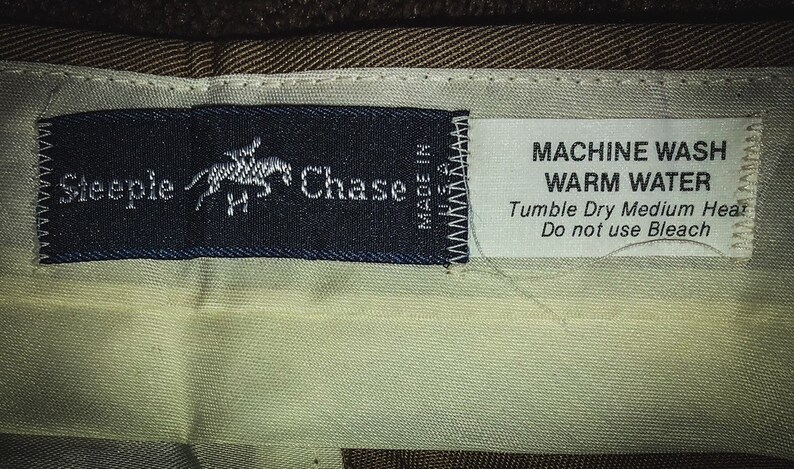 Steeple Chase
MADE IN
U.S.A.
MACHINE WASH
WARM WATER
Tumble Dry Medium Heat
Do not use Bleach